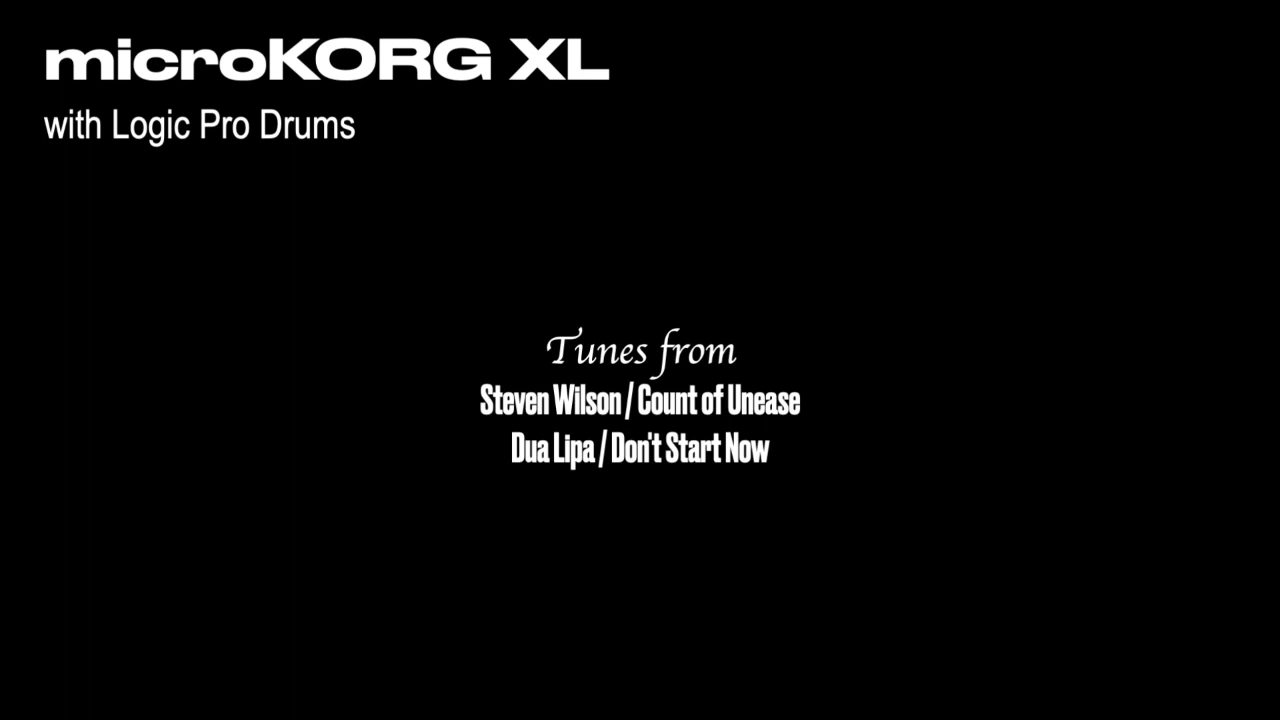 microKORG XL
with Logic Pro Drums
Tunes from
Steven Wilson / Count of Unease
Dua Lipa / Don't Start Now